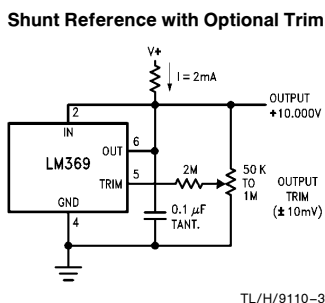 Shunt Reference with Optional Trim
V+
I = 2mA
2
OUTPUT
+10.000V
IN
6
OUT
LM369
5
TRIM
2M
50 K
TO
1M
OUTPUT
TRIM
(±10mV)
GND
4
0.1 μF
TANT.
TL/H/9110–3